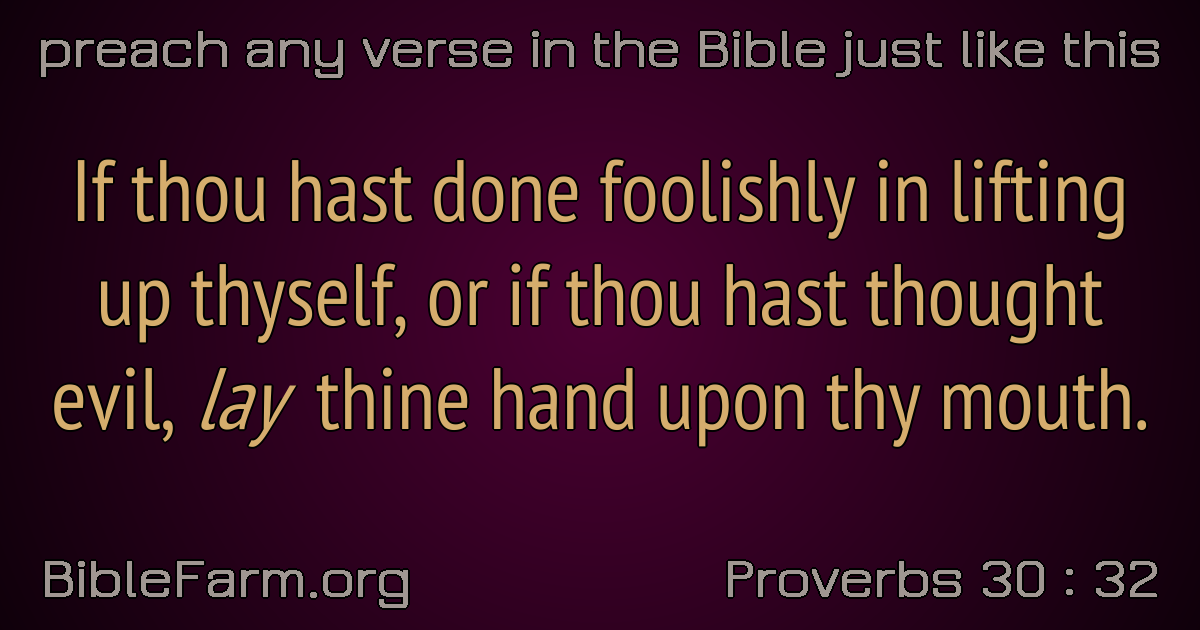 preach any verse in the Bible just like this
If thou hast done foolishly in lifting
up thyself, or if thou hast thought
evil, lay thine hand upon thy mouth.
BibleFarm.org
Proverbs 30 : 32